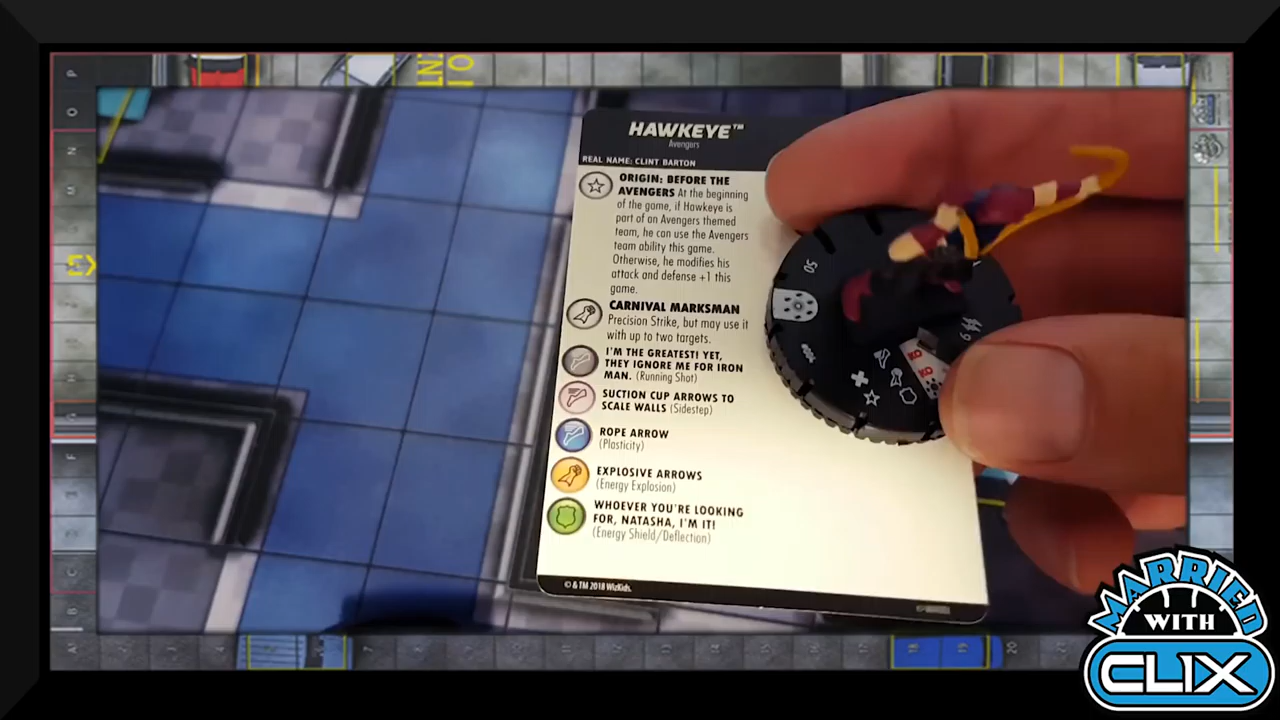 HAWKEYE™
Avengers
REAL NAME: CLINT BARTON
ORIGIN: BEFORE THE
AVENGERS At the beginning
of the game, if Hawkeye is
part of an Avengers themed
team, he can use the Avengers
team ability this game.
Otherwise, he modifies his
attack and defense +1 this
game.
CARNIVAL MARKSMAN
Precision Strike, but may use it
with up to two targets.
I'M THE GREATEST! YET,
THEY IGNORE ME FOR IRON
MAN. (Running Shot)
SUCTION CUP ARROWS TO
SCALE WALLS (Sidestep)
ROPE ARROW
(Plasticity)
EXPLOSIVE ARROWS
(Energy Explosion)
WHOEVER YOU'RE LOOKING
FOR, NATASHA, I'M IT!
(Energy Shield/Deflection)
© & TM 2018 WizKids.
50
KO
KO
MARRIED
WITH
CLIX